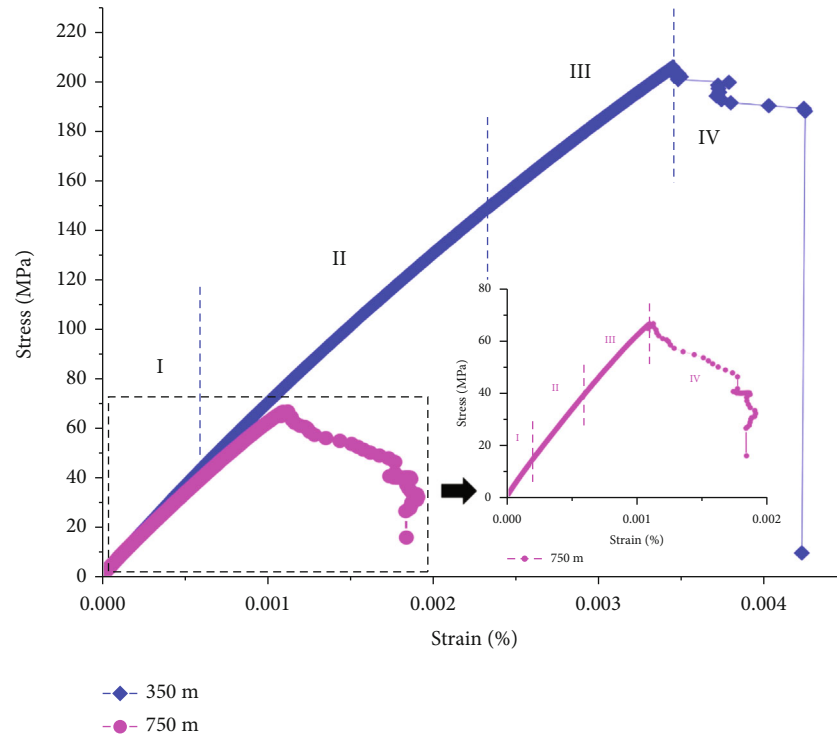 220
200
180
160
140
120
100
80
60
40
20
0
Stress (MPa)
I
II
III
IV
0.000
0.001
0.002
0.003
0.004
Strain (%)
80
60
40
20
0
Stress (MPa)
I
II
III
IV
0.000
0.001
0.002
Strain (%)
750 m
350 m
750 m